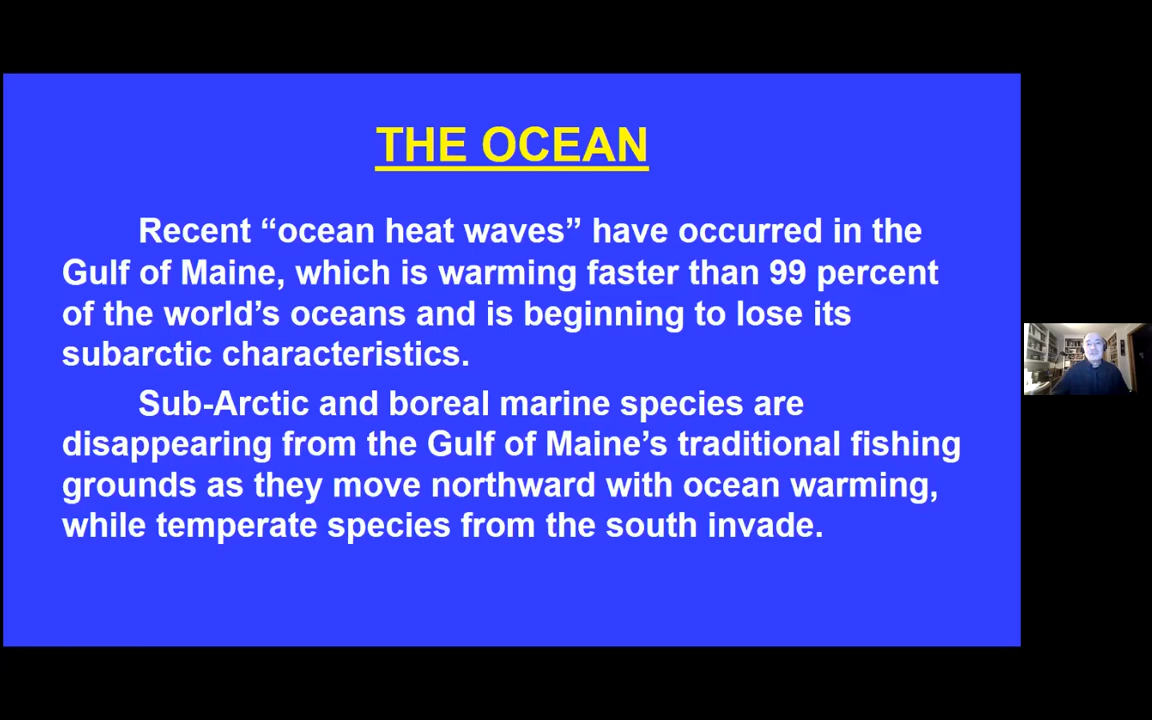 THE OCEAN
Recent “ocean heat waves” have occurred in the
Gulf of Maine, which is warming faster than 99 percent
of the world’s oceans and is beginning to lose its
subarctic characteristics.
Sub-Arctic and boreal marine species are
disappearing from the Gulf of Maine’s traditional fishing
grounds as they move northward with ocean warming,
while temperate species from the south invade.